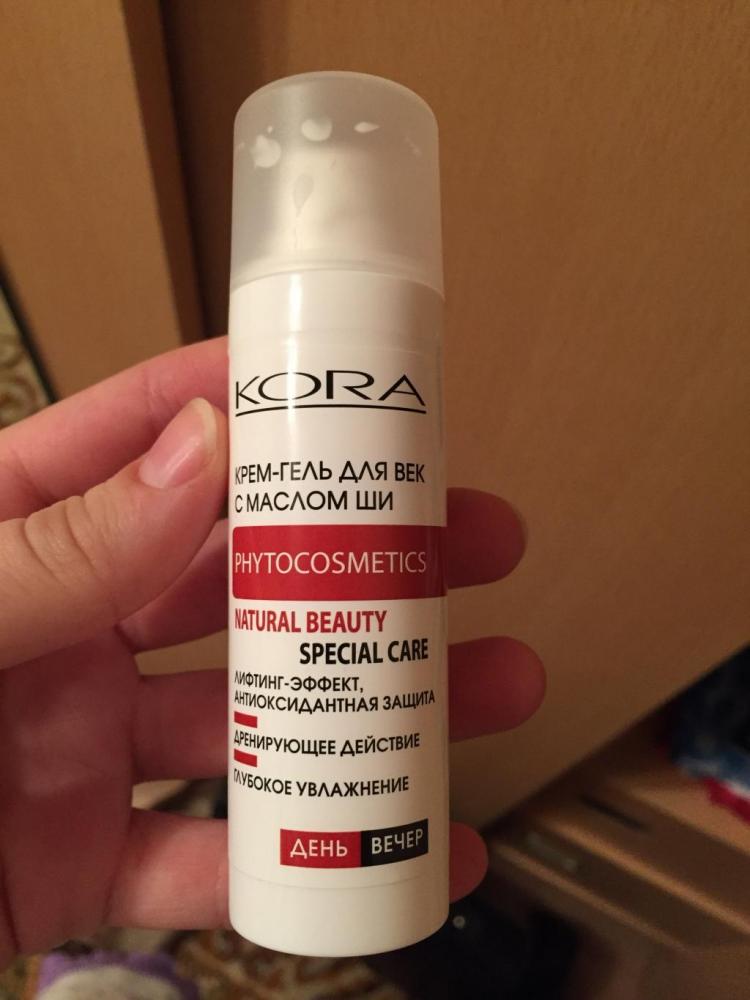 KORA
КРЕМ-ГЕЛЬ ДЛЯ ВЕК
С МАСЛОМ ШИ
PHYTOCOSMETICS
NATURAL BEAUTY
SPECIAL CARE
ЛИФТИНГ-ЭФФЕКТ,
АНТИОКСИДАНТНАЯ ЗАЩИТА
ДРЕНИРУЮЩЕЕ ДЕЙСТВИЕ
ГЛУБОКОЕ УВЛАЖНЕНИЕ
ДЕНЬ ВЕЧЕР